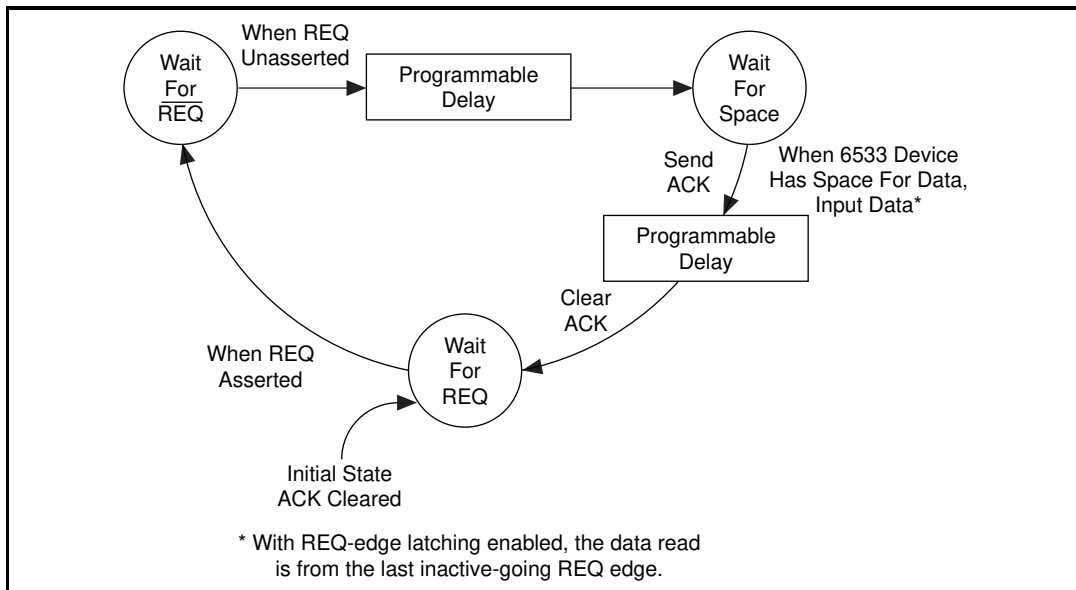 When REQ
Unasserted
Wait
For
REQ
Programmable
Delay
Wait
For
Space
Send
ACK
When 6533 Device
Has Space For Data,
Input Data*
Programmable
Delay
Clear
ACK
Wait
For
REQ
When REQ
Asserted
Initial State
ACK Cleared
* With REQ-edge latching enabled, the data read
is from the last inactive-going REQ edge.